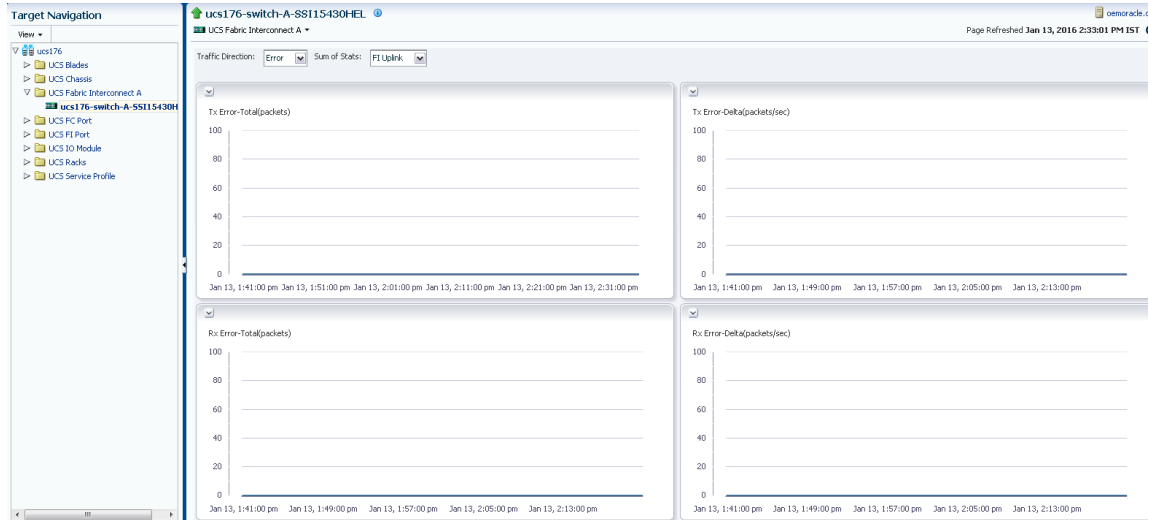 Target Navigation
View
ucs176
UCS Blades
UCS Chassis
UCS Fabric Interconnect A
ucs176-switch-A-SSI15430H
UCS FC Port
UCS FI Port
UCS IO Module
UCS Racks
UCS Service Profile
ucs176-switch-A-SSI15430HEL
oemoracle.c
UCS Fabric Interconnect A
Page Refreshed Jan 13, 2016 2:33:01 PM IST
Traffic Direction: Error Sum of Stats: FI Uplink
Tx Error-Total(packets)
100
80
60
40
20
0
Jan 13, 1:41:00 pm Jan 13, 1:51:00 pm Jan 13, 2:01:00 pm Jan 13, 2:11:00 pm Jan 13, 2:21:00 pm Jan 13, 2:31:00 pm
Tx Error-Delta(packets/sec)
100
80
60
40
20
0
Jan 13, 1:41:00 pm Jan 13, 1:49:00 pm Jan 13, 1:57:00 pm Jan 13, 2:05:00 pm Jan 13, 2:13:00 pm
Rx Error-Total(packets)
100
80
60
40
20
0
Jan 13, 1:41:00 pm Jan 13, 1:49:00 pm Jan 13, 1:57:00 pm Jan 13, 2:05:00 pm Jan 13, 2:13:00 pm
Rx Error-Delta(packets/sec)
100
80
60
40
20
0
Jan 13, 1:41:00 pm Jan 13, 1:49:00 pm Jan 13, 1:57:00 pm Jan 13, 2:05:00 pm Jan 13, 2:13:00 pm